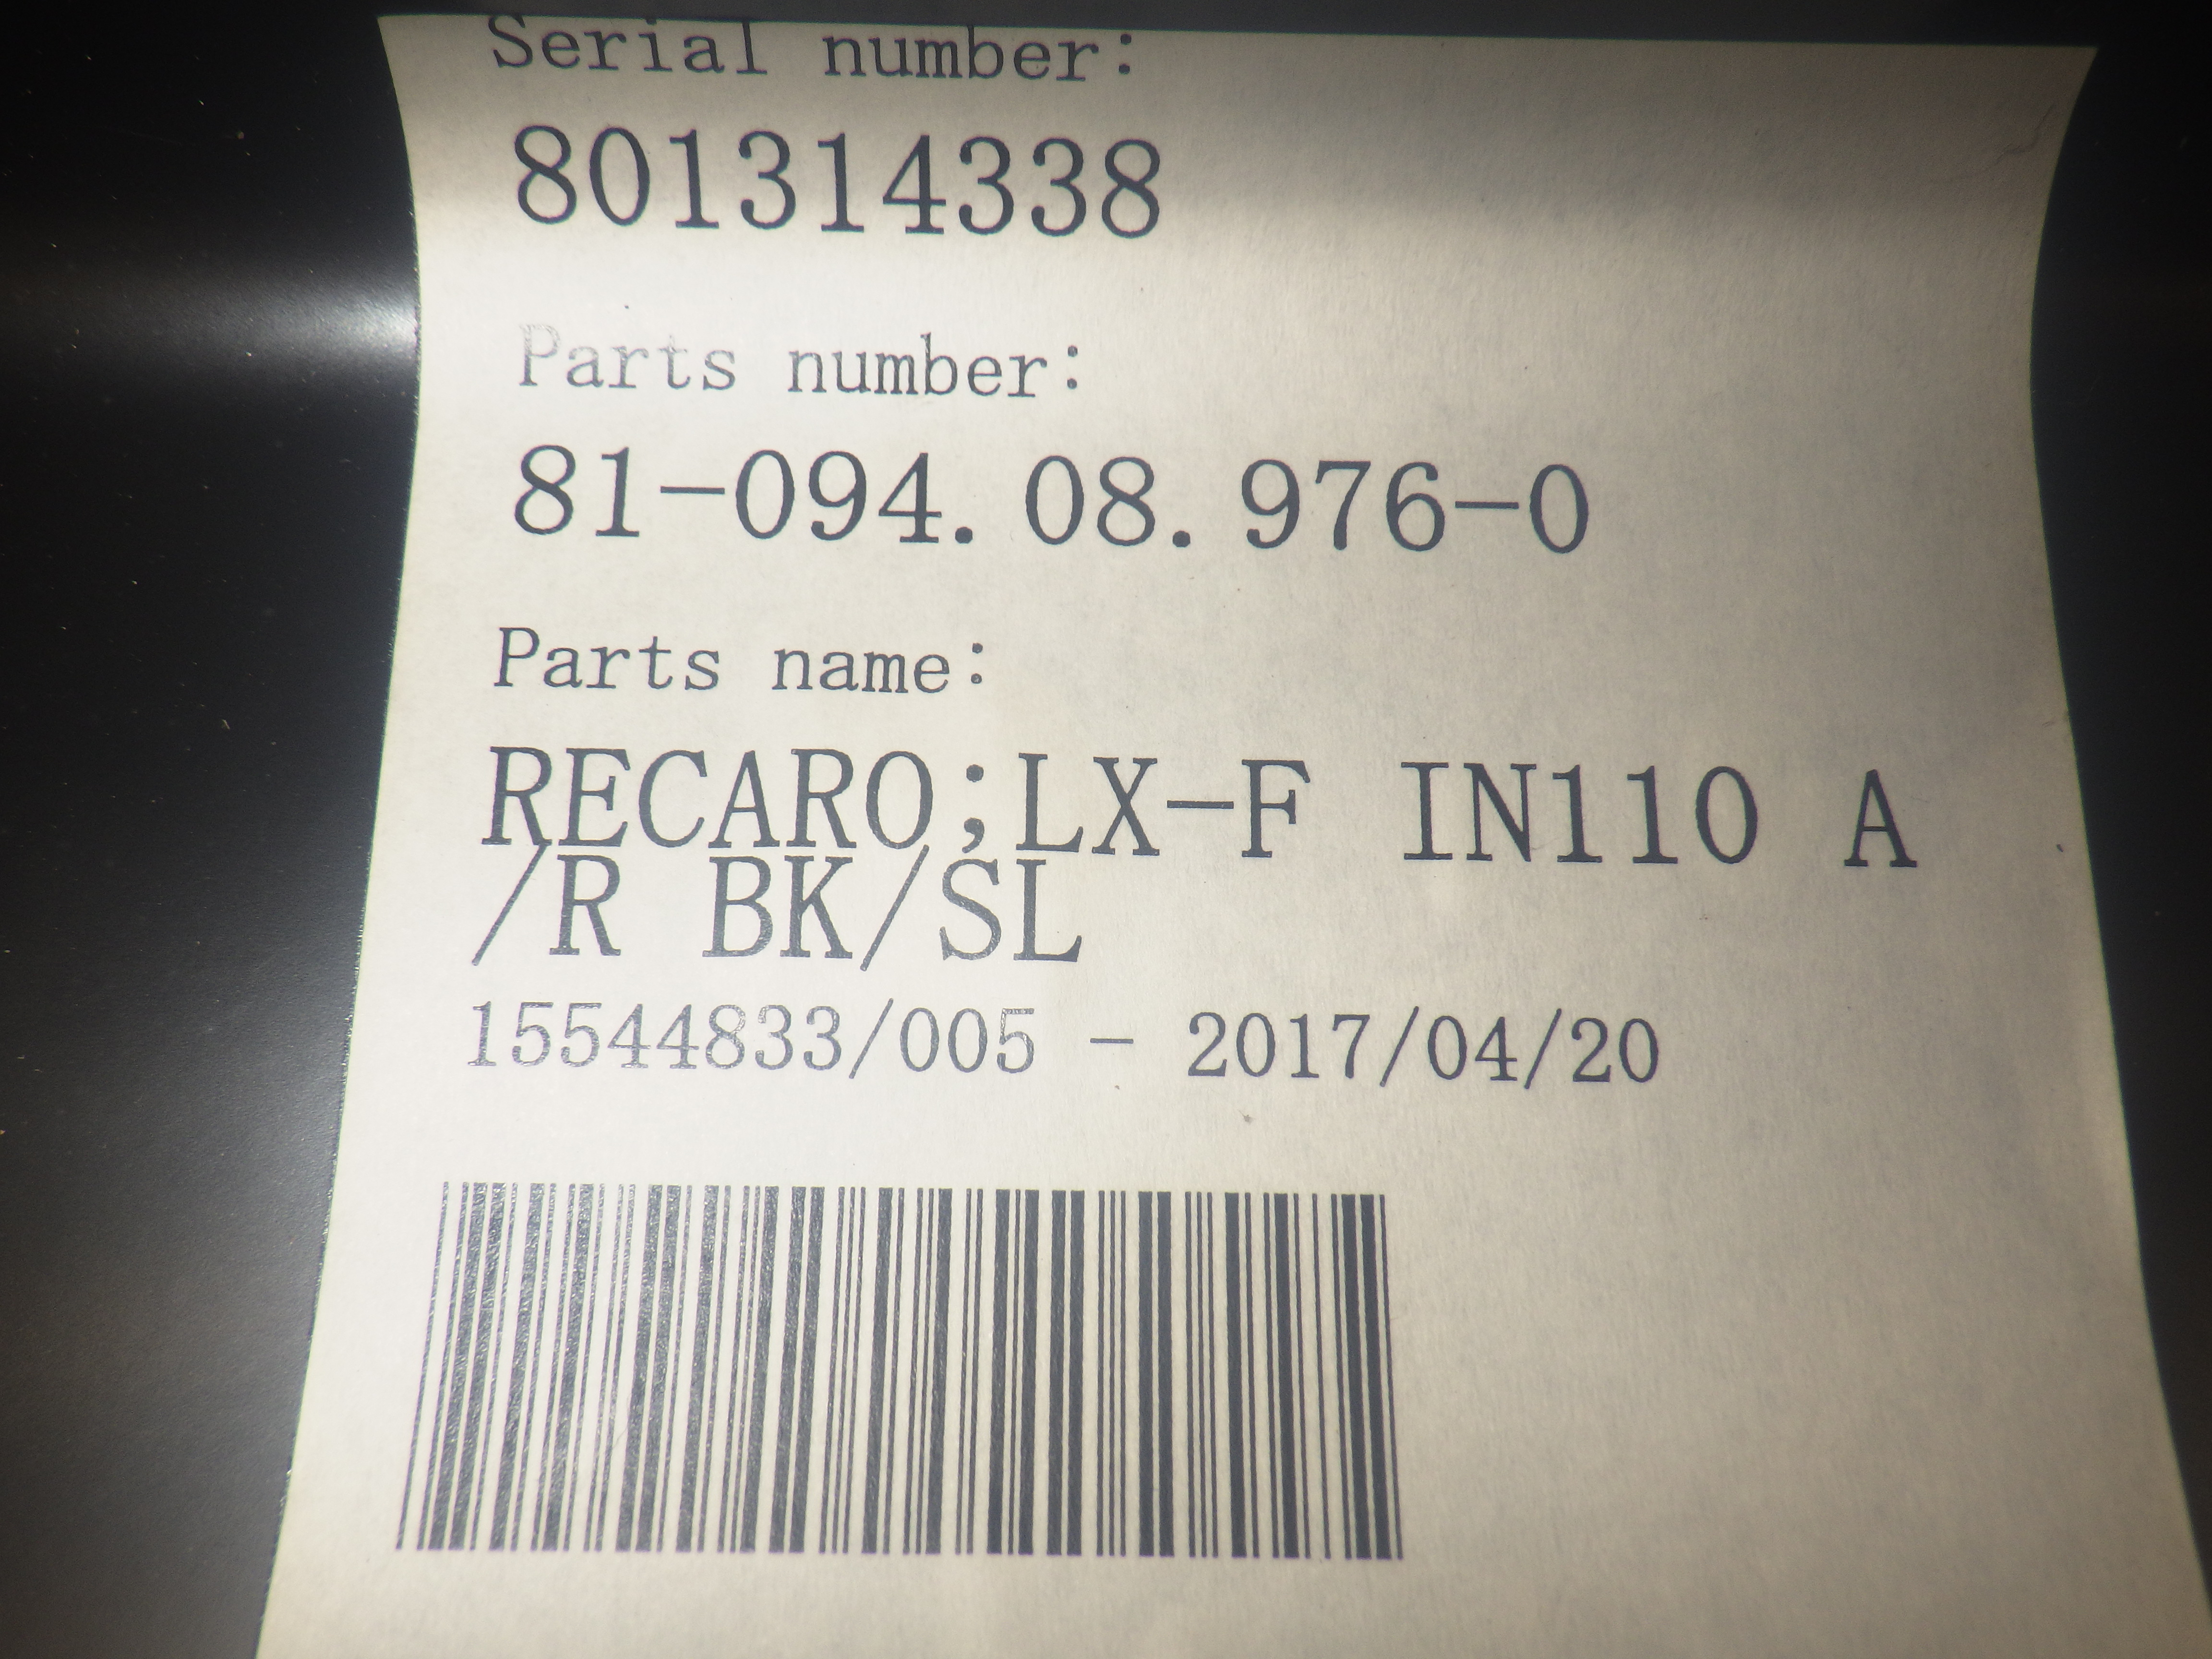 Serial number:
801314338
Parts number:
81-094.08.976-0
Parts name:
RECARO;LX-F IN110 A
/R BK/SL
15544833/005 - 2017/04/20